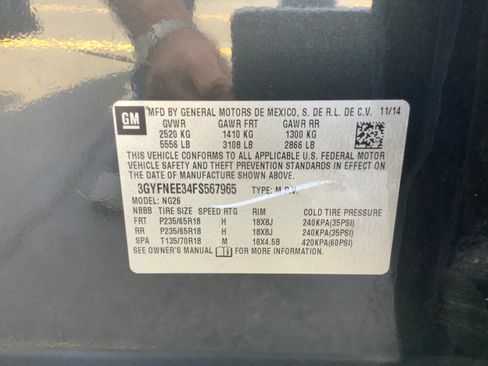 GM
MFD BY GENERAL MOTORS DE MEXICO, S. DE R.L. DE C.V. 11/14
GVWR GAWR FRT GAWR RR
2520 KG 1410 KG 1300 KG
5556 LB 3108 LB 2866 LB
THIS VEHICLE CONFORMS TO ALL APPLICABLE U.S. FEDERAL MOTOR
VEHICLE SAFETY AND THEFT PREVENTION STANDARDS IN EFFECT ON
THE DATE OF MANUFACTURE SHOWN ABOVE.
3GYFNEE34FS567965 TYPE: M.P.V.
MODEL: NG26
NBBB TIRE SIZE SPEED RTG RIM COLD TIRE PRESSURE
FRT P235/65R18 H 18X8J 240KPA(35PSI)
RR P235/65R18 H 18X8J 240KPA(35PSI)
SPA T135/70R18 M 18X4.5B 420KPA(60PSI)
SEE OWNER'S MANUAL FOR MORE INFORMATION.